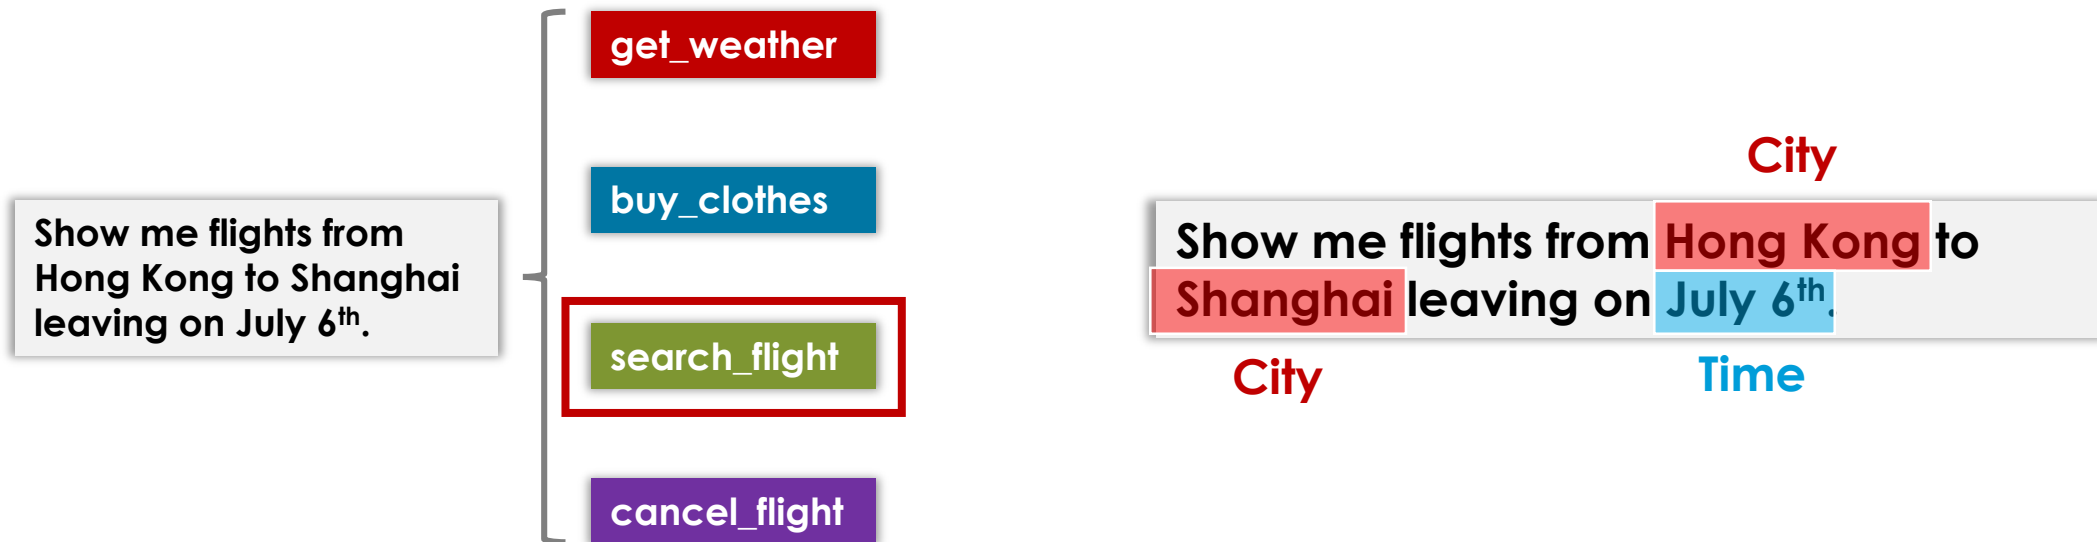 Show me flights from
Hong Kong to Shanghai
leaving on July 6th.
get_weather
buy_clothes
search_flight
cancel_flight
City
Show me flights from Hong Kong to
Shanghai leaving on July 6th.
City
Time